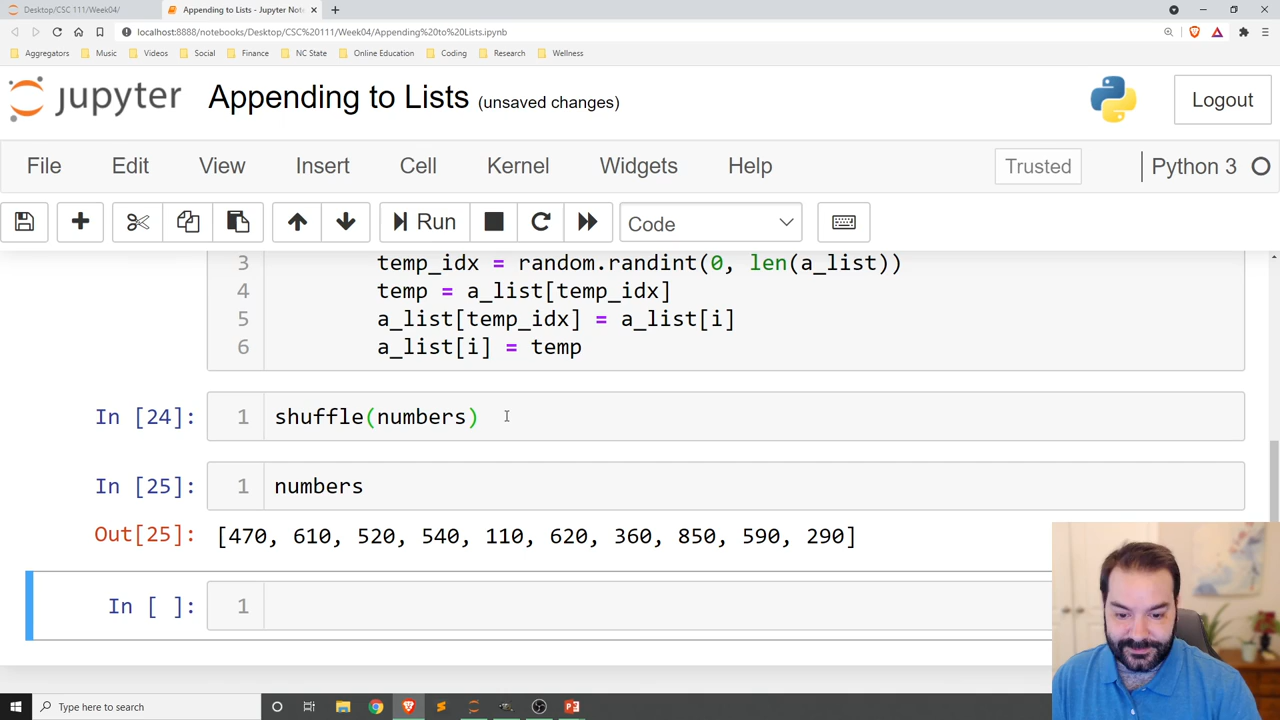 Desktop/CSC 111/Week04/
Appending to Lists - Jupyter Not
localhost:8888/notebooks/Desktop/CSC%20111/Week04/Appending%20to%20Lists.ipynb
Aggregators Music Videos Social Finance NC State Online Education Coding Research Wellness
jupyter Appending to Lists (unsaved changes) Logout
File Edit View Insert Cell Kernel Widgets Help Trusted Python 3
Run Code
3 temp_idx = random.randint(0, len(a_list))
4 temp = a_list[temp_idx]
5 a_list[temp_idx] = a_list[i]
6 a_list[i] = temp
In [24]: 1 shuffle(numbers)
In [25]: 1 numbers
Out[25]: [470, 610, 520, 540, 110, 620, 360, 850, 590, 290]
In [ ]: 1
Type here to search